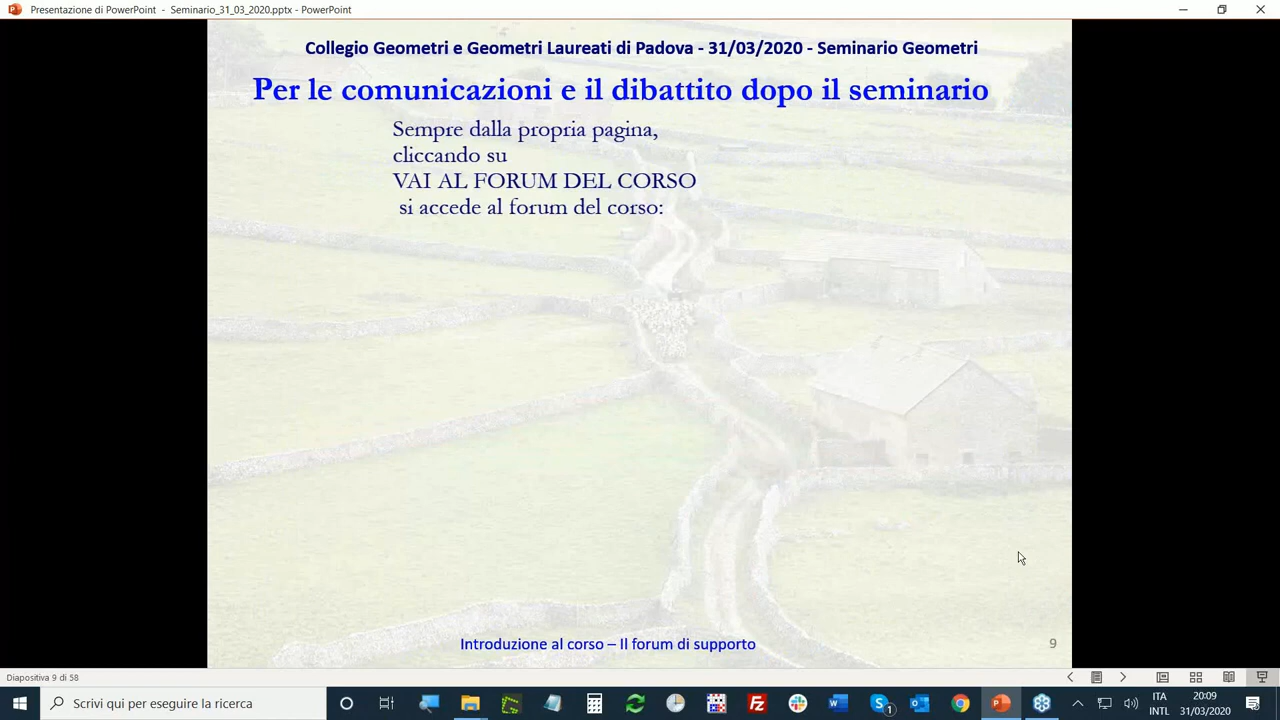 Presentazione di PowerPoint - Seminario_31_03_2020.pptx - PowerPoint
Collegio Geometri e Geometri Laureati di Padova - 31/03/2020 - Seminario Geometri
Per le comunicazioni e il dibattito dopo il seminario
Sempre dalla propria pagina,
cliccando su
VAI AL FORUM DEL CORSO
si accede al forum del corso:
Introduzione al corso – Il forum di supporto
9
Diapositiva 9 di 58
Scrivi qui per eseguire la ricerca
1
ITA
INTL
20:09
31/03/2020